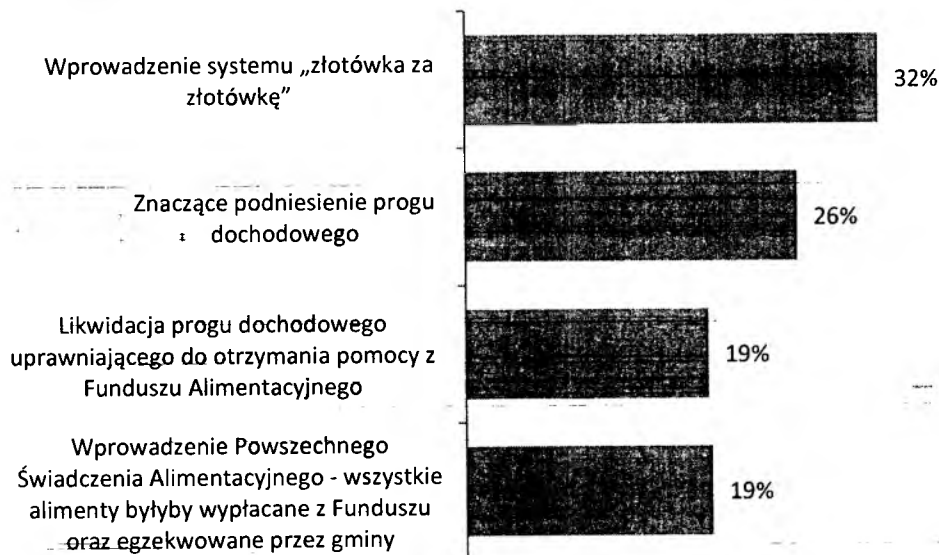 Wprowadzenie systemu „złotówka za
złotówkę”
32%
Znaczące podniesienie progu
dochodowego
26%
Likwidacja progu dochodowego
uprawniającego do otrzymania pomocy z
Funduszu Alimentacyjnego
19%
Wprowadzenie Powszechnego
Świadczenia Alimentacyjnego - wszystkie
alimenty byłyby wypłacane z Funduszu
oraz egzekwowane przez gminy
19%